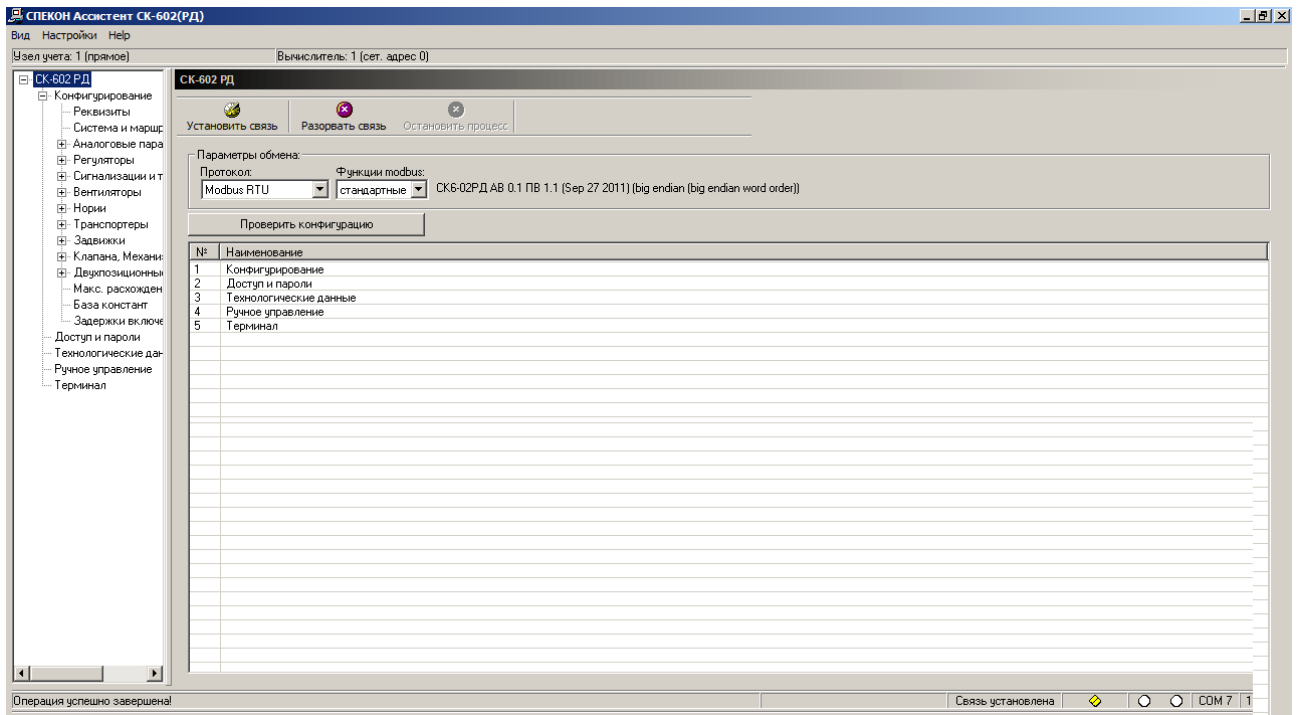 СПЕКОН Ассистент СК-602(РД)
Вид Настройки Help
Узел учета: 1 (прямое) Вычислитель: 1 (сет. адрес 0)
СК-602 РД
Конфигурирование
Реквизиты
Система и маршр
Аналоговые пара
Регуляторы
Сигнализации и т
Вентиляторы
Нории
Транспортеры
Задвижки
Клапана, Механи
Двухпозиционны
Макс. расхожден
База констант
Задержки включе
Доступ и пароли
Технологические дан
Ручное управление
Терминал
СК-602 РД
Установить связь Разорвать связь Остановить процесс
Параметры обмена:
Протокол: Функции modbus:
Modbus RTU стандартные СК6-02РД АВ 0.1 ПВ 1.1 (Sep 27 2011) (big endian (big endian word order))
Проверить конфигурацию
№ Наименование
1 Конфигурирование
2 Доступ и пароли
3 Технологические данные
4 Ручное управление
5 Терминал
Операция успешно завершена! Связь установлена COM 7 1